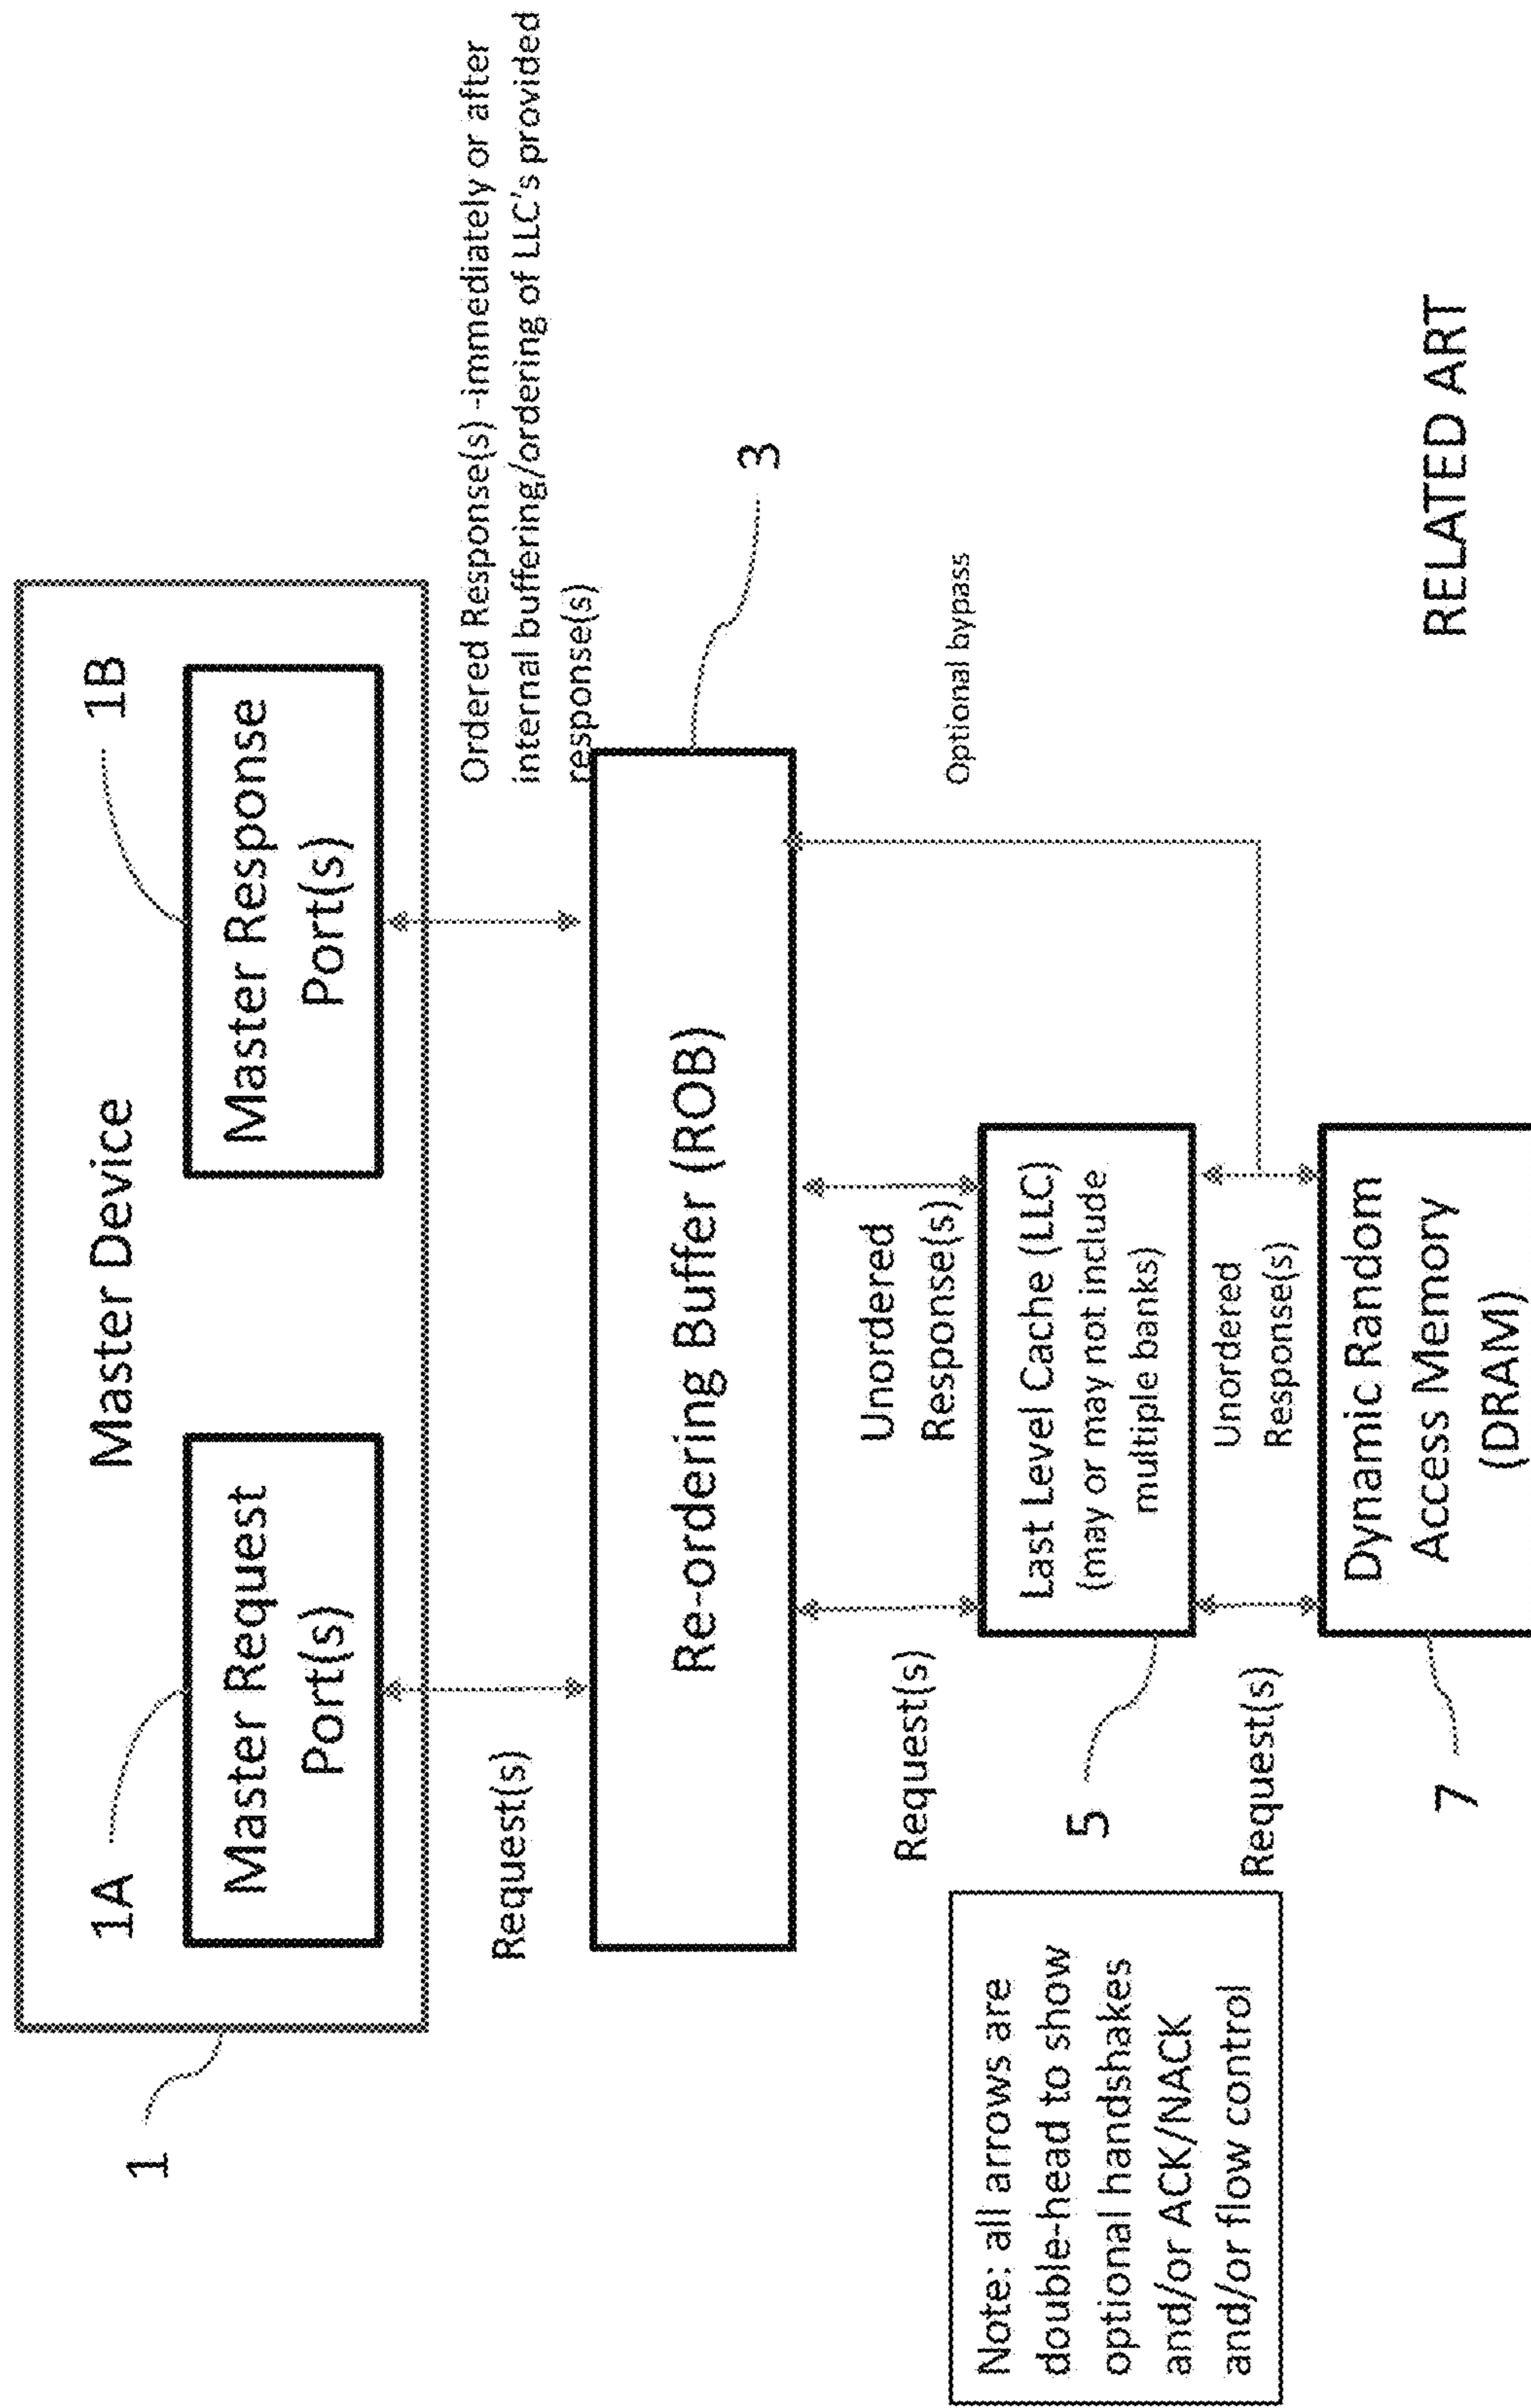 Master Device
1
1A
1B
Master Request
Port(s)
Master Response
Port(s)
Request(s)
Ordered Response(s) -immediately or after
internal buffering/ordering of LLC's provided
response(s)
Re-ordering Buffer (ROB)
3
Request(s)
Unordered
Response(s)
Optional bypass
Last Level Cache (LLC)
(may or may not include
multiple banks)
5
Request(s)
Unordered
Response(s)
Dynamic Random
Access Memory
(DRAM)
7
Note: all arrows are
double-head to show
optional handshakes
and/or ACK/NACK
and/or flow control
RELATED ART